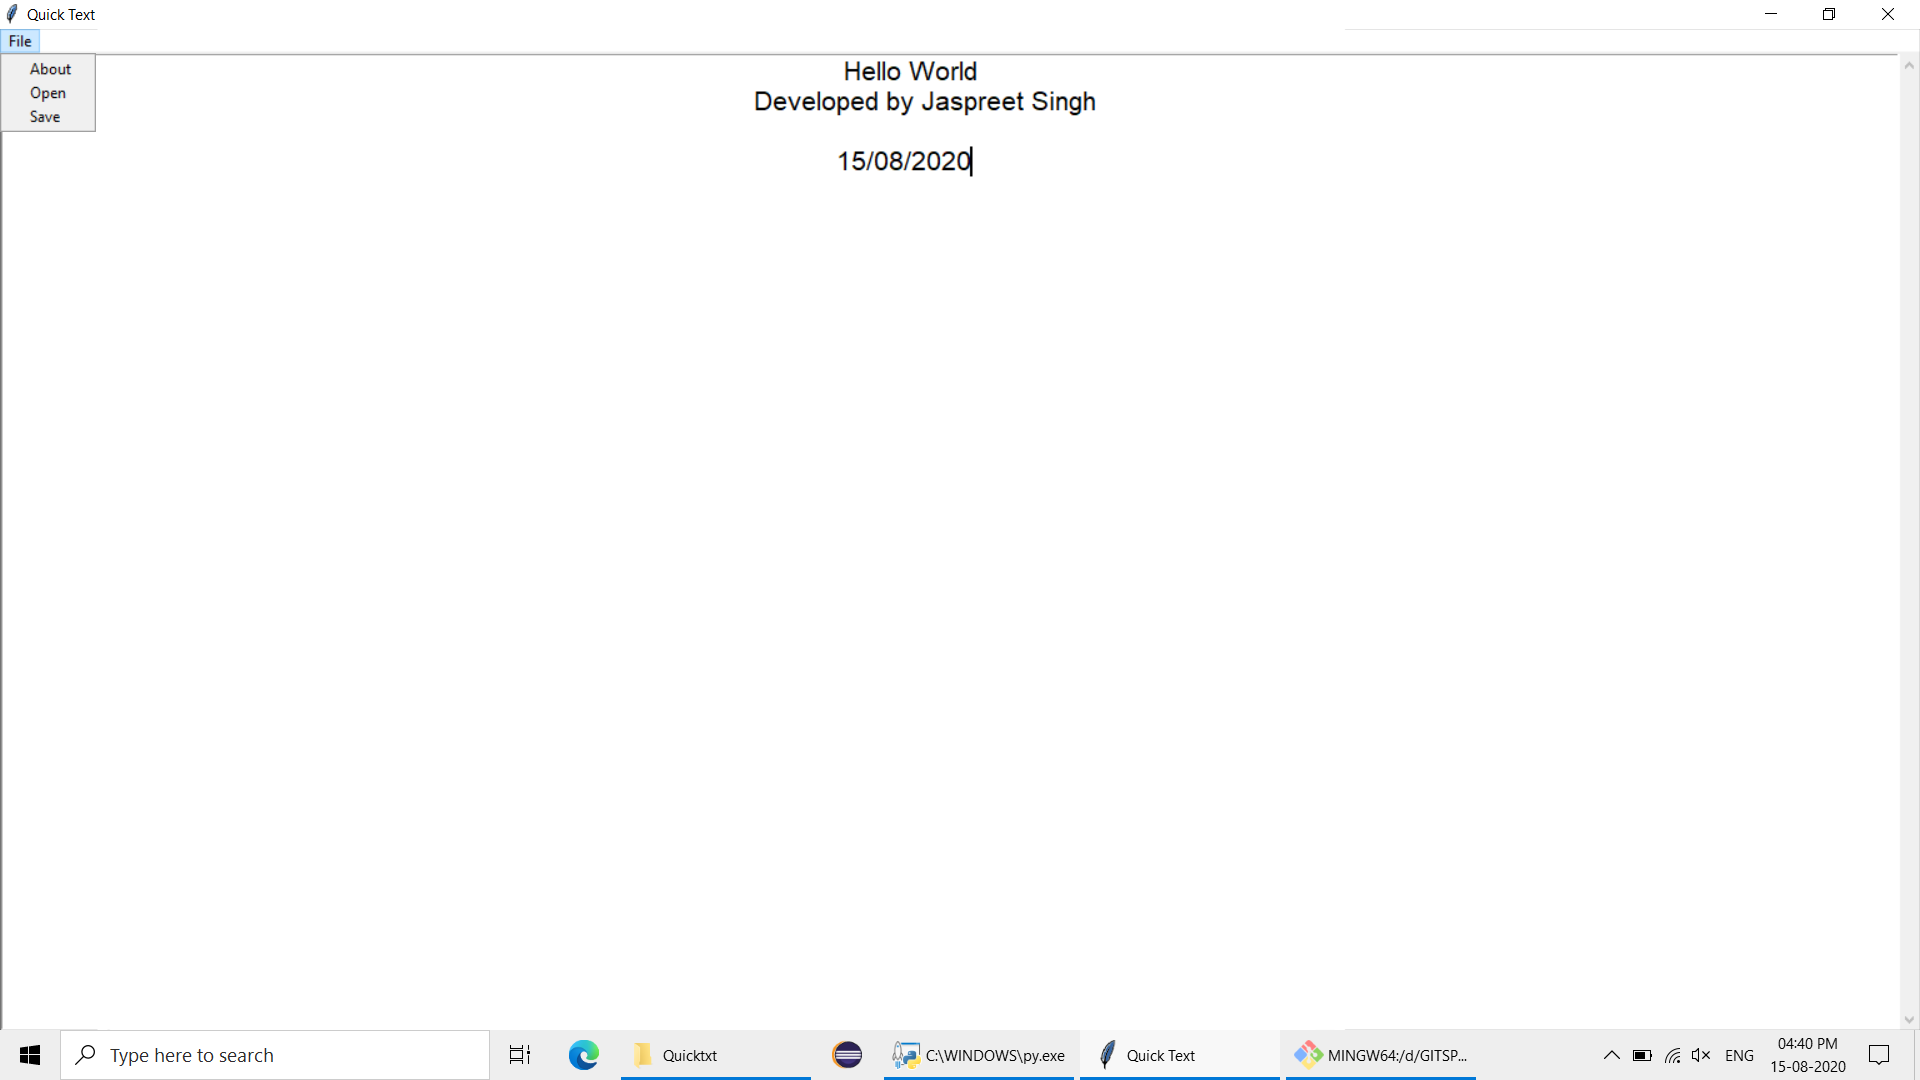 Quick Text
File
About
Open
Save
Hello World
Developed by Jaspreet Singh
15/08/2020
Type here to search
Quicktxt
C:\WINDOWS\py.exe
Quick Text
MINGW64:/d/GITSP...
ENG
04:40 PM
15-08-2020